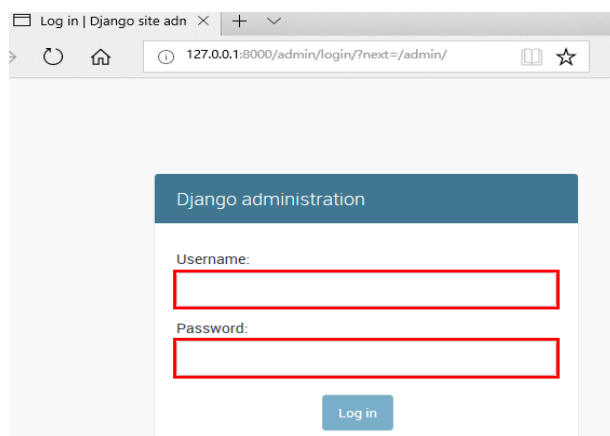 Log in | Django site adn
127.0.0.1:8000/admin/login/?next=/admin/
Django administration
Username:
Password:
Log in